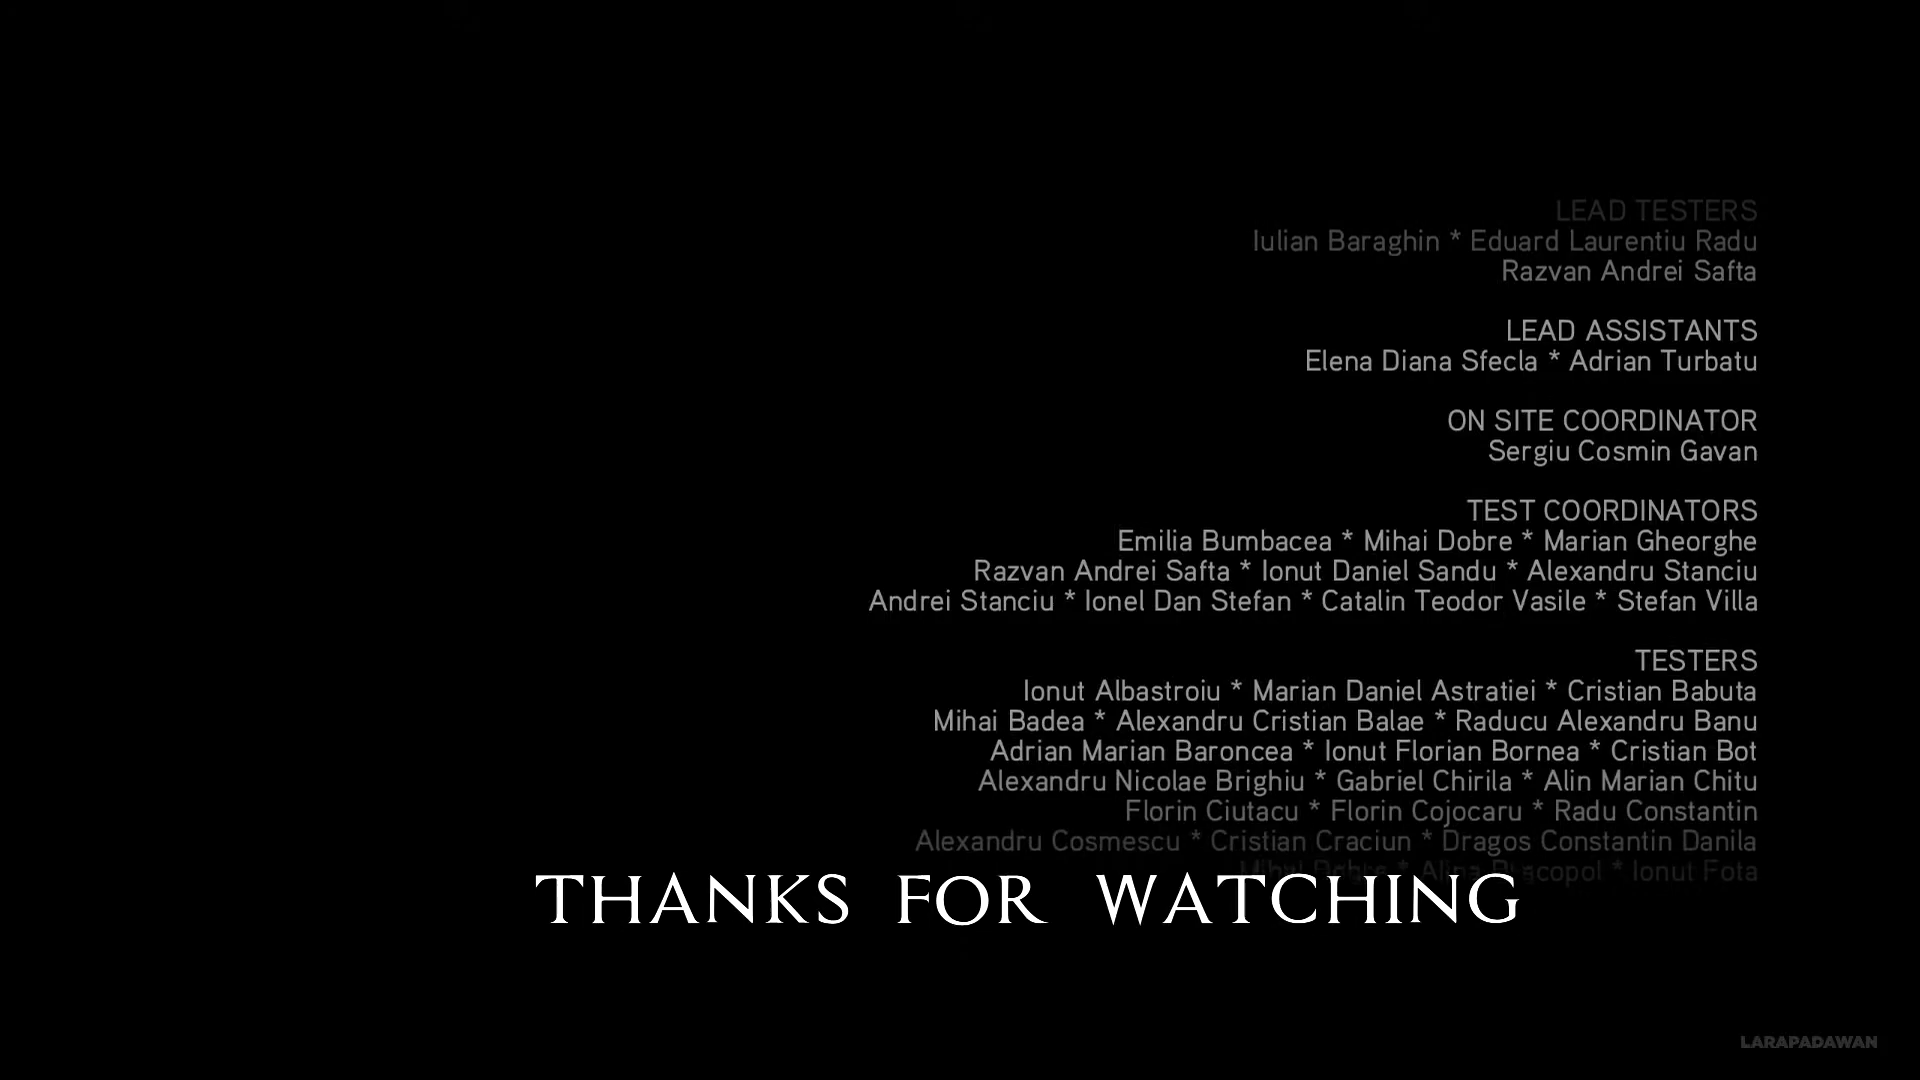 LEAD TESTERS
Iulian Baraghin * Eduard Laurentiu Radu
Razvan Andrei Safta
LEAD ASSISTANTS
Elena Diana Sfecla * Adrian Turbatu
ON SITE COORDINATOR
Sergiu Cosmin Gavan
TEST COORDINATORS
Emilia Bumbacea * Mihai Dobre * Marian Gheorghe
Razvan Andrei Safta * Ionut Daniel Sandu * Alexandru Stanciu
Andrei Stanciu * Ionel Dan Stefan * Catalin Teodor Vasile * Stefan Villa
TESTERS
Ionut Albastroiu * Marian Daniel Astratiei * Cristian Babuta
Mihai Badea * Alexandru Cristian Balae * Raducu Alexandru Banu
Adrian Marian Baroncea * Ionut Florian Bornea * Cristian Bot
Alexandru Nicolae Brighiu * Gabriel Chirila * Alin Marian Chitu
Florin Ciutacu * Florin Cojocaru * Radu Constantin
Alexandru Cosmescu * Cristian Craciun * Dragos Constantin Danila
Mihai Dobre * Alina * Ionut Fota
THANKS FOR WATCHING
LARAPADAWAN